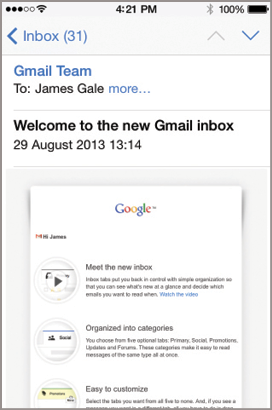 4:21 PM 100%
Inbox (31)
Gmail Team
To: James Gale more...
Welcome to the new Gmail inbox
29 August 2013 13:14
Google™
Hi James
Meet the new inbox
Inbox tabs put you back in control with simple organization so
that you can see what's new at a glance and decide which
emails you want to read when. Watch the video
Organized into categories
Social
You choose from five optional tabs: Primary, Social, Promotions,
Updates and Forums. These categories make it easy to read
messages of the same type all at once.
Easy to customize
Promotions
Select the tabs you want from all five to none. And, if you see a